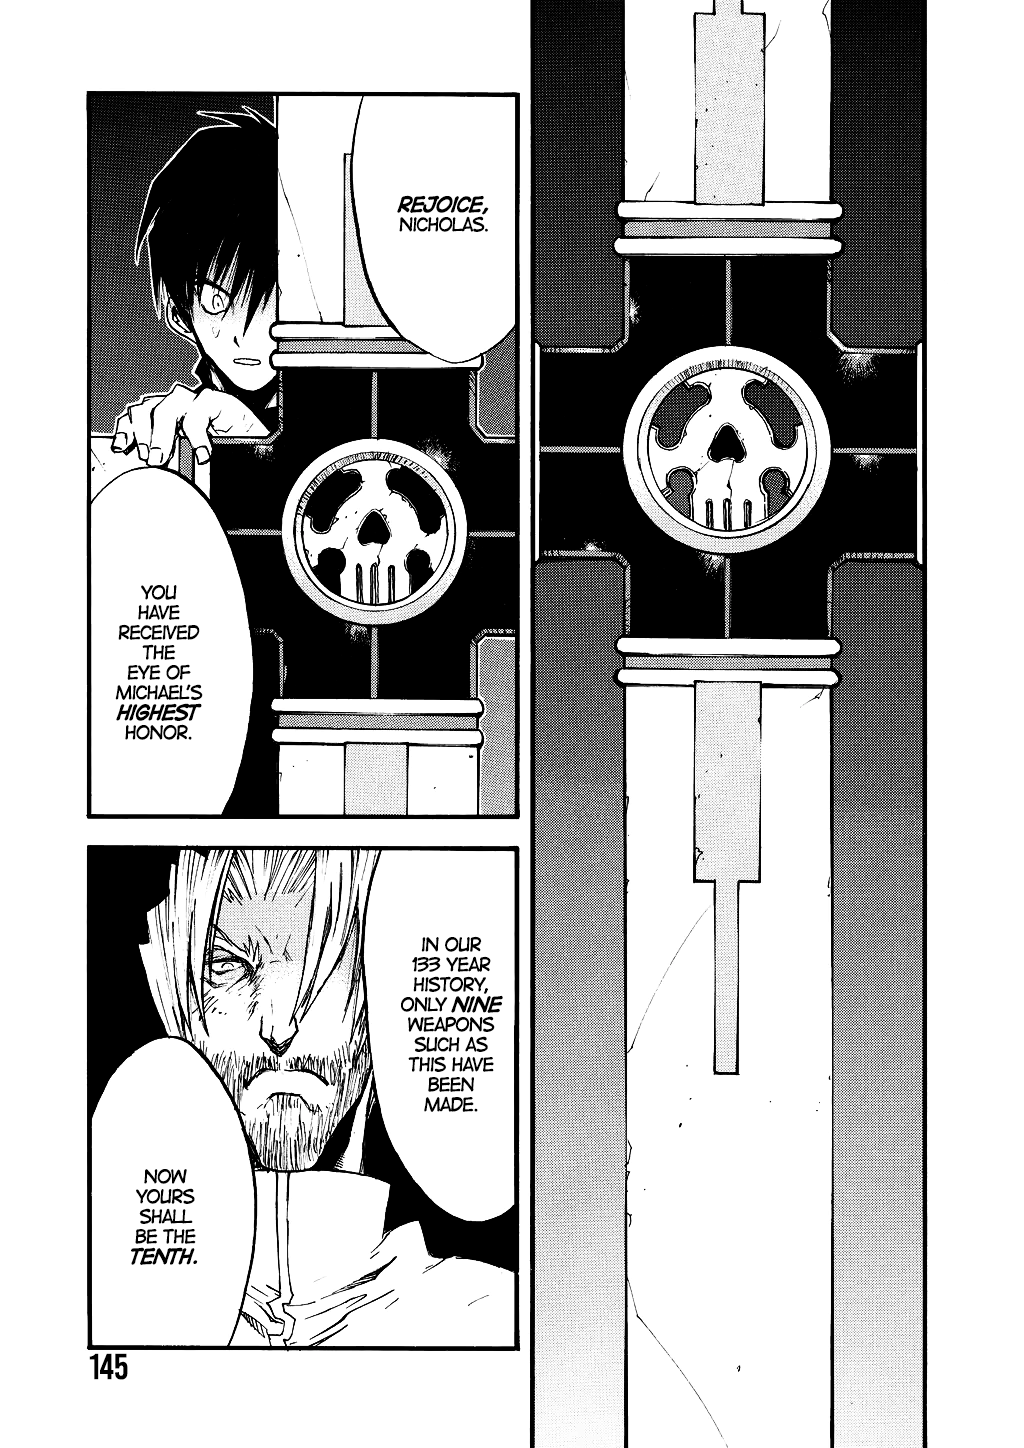 REJOICE,
NICHOLAS.
YOU
HAVE
RECEIVED
THE
EYE OF
MICHAEL'S
HIGHEST
HONOR.
IN OUR
133 YEAR
HISTORY,
ONLY NINE
WEAPONS
SUCH AS
THIS HAVE
BEEN
MADE.
NOW
YOURS
SHALL
BE THE
TENTH.
145